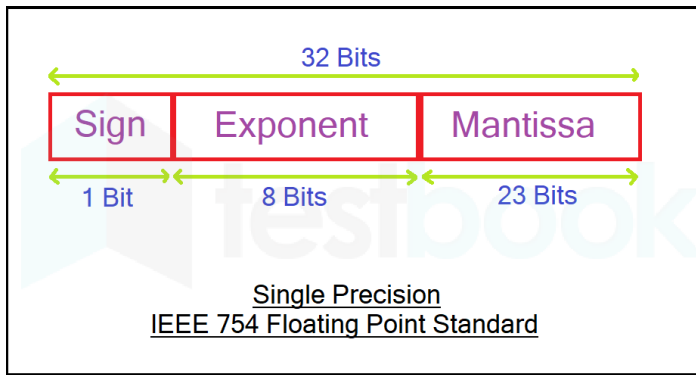 32 Bits
Sign Exponent Mantissa
1 Bit 8 Bits 23 Bits
testbook
Single Precision
IEEE 754 Floating Point Standard